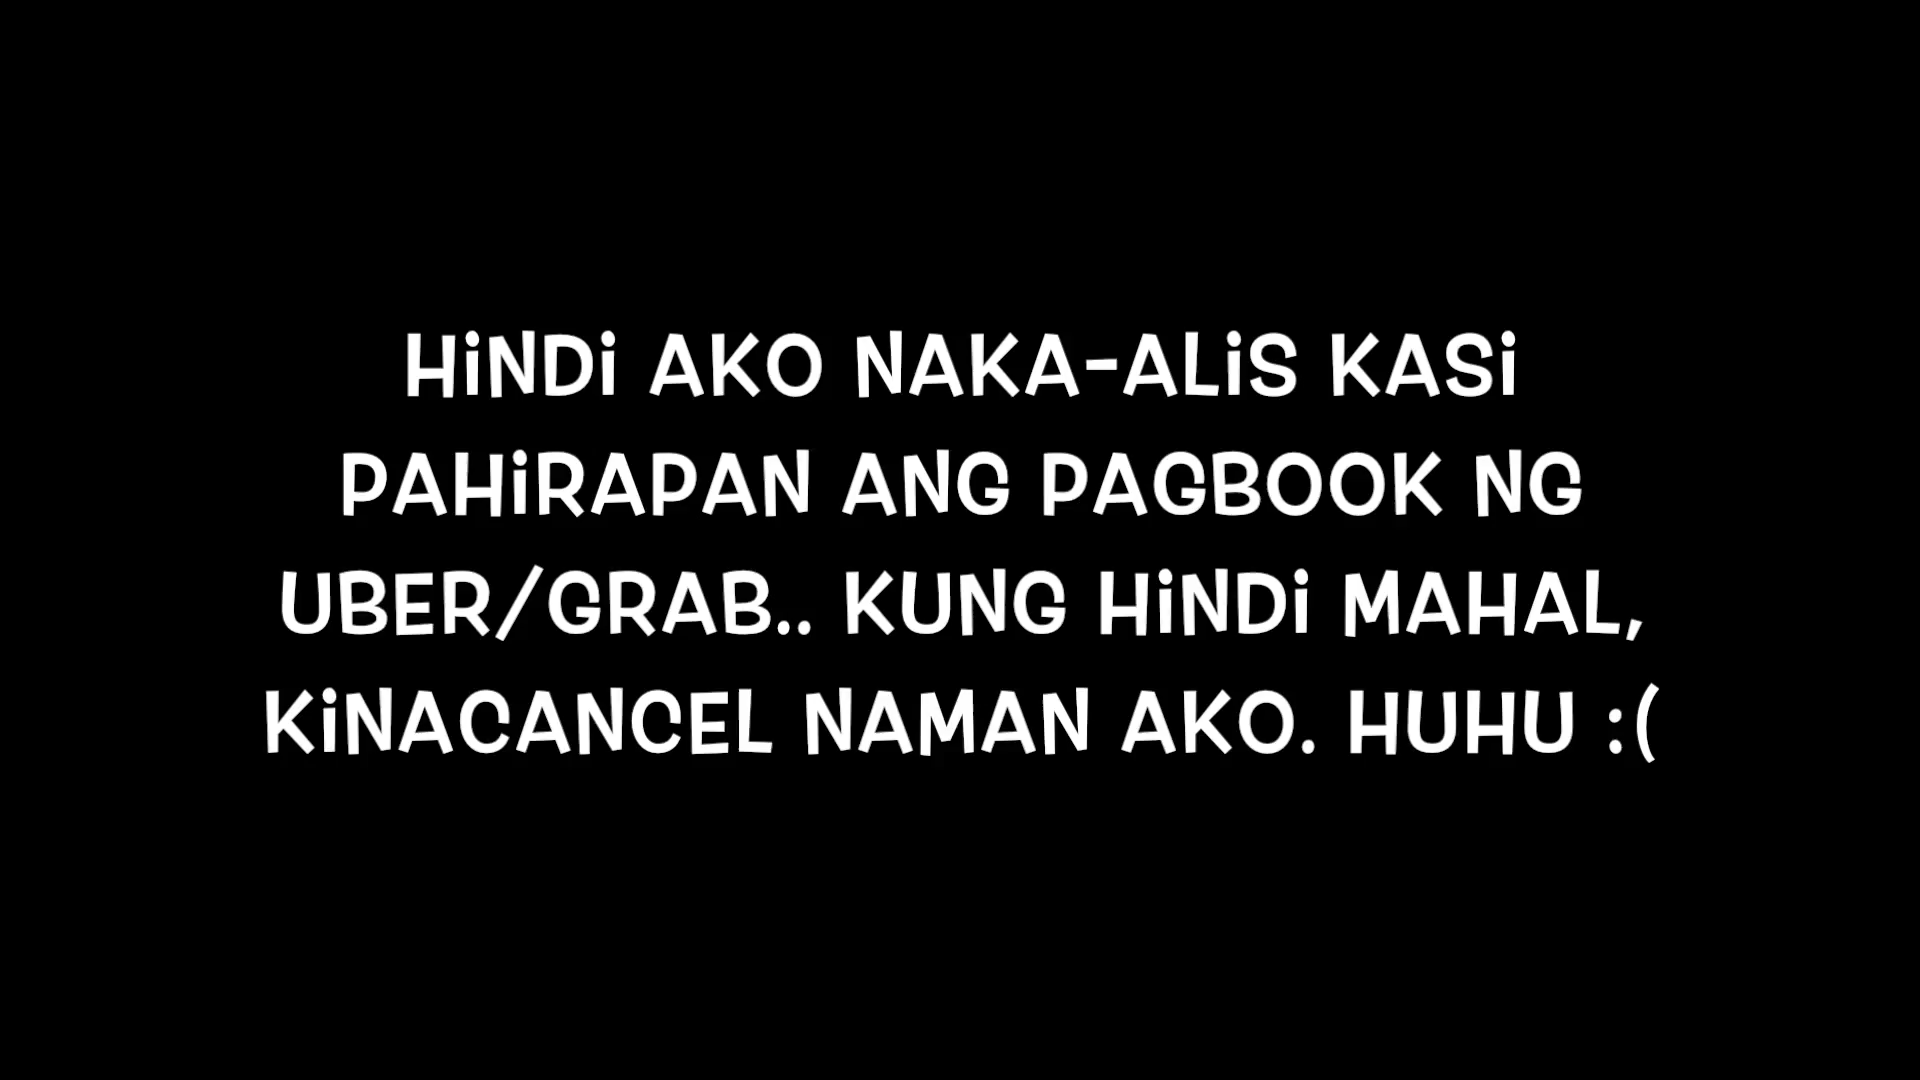 HiNDi AKO NAKA-ALiS KASi
PAHiRAPAN ANG PAGBOOK NG
UBER/GRAB.. KUNG HiNDi MAHAL,
KiNACANCEL NAMAN AKO. HUHU :(